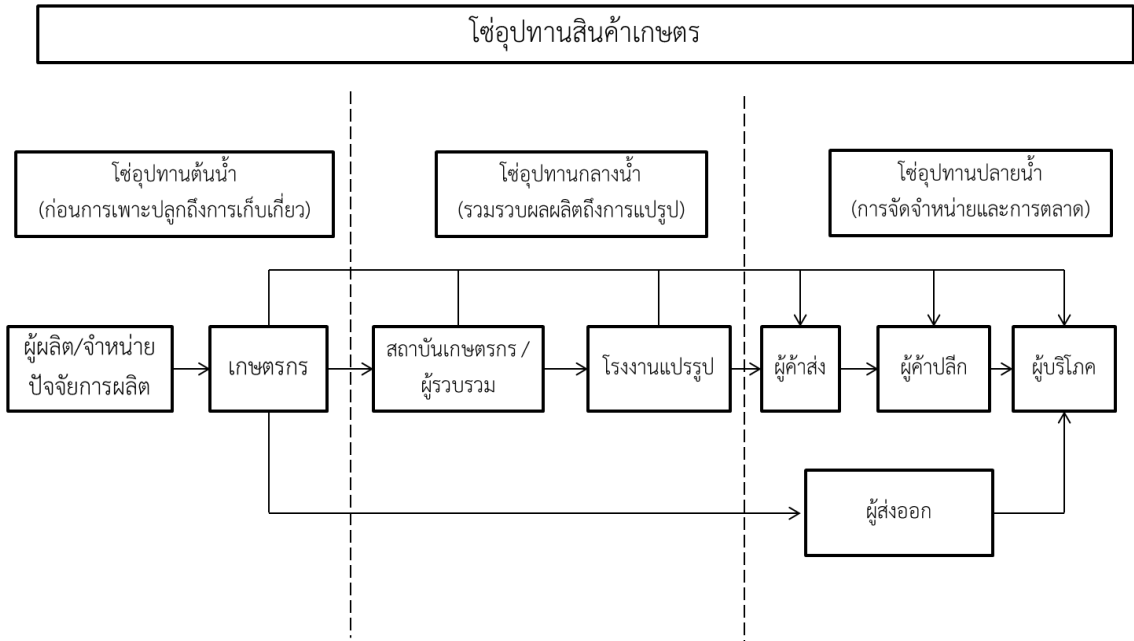 โซ่อุปทานสินค้าเกษตร
โซ่อุปทานต้นน้ำ
(ก่อนการเพาะปลูกถึงการเก็บเกี่ยว)
โซ่อุปทานกลางน้ำ
(รวมรวบผลผลิตถึงการแปรูป)
โซ่อุปทานปลายน้ำ
(การจัดจำหน่ายและการตลาด)
ผู้ผลิต/จำหน่าย
ปัจจัยการผลิต
เกษตรกร
สถาบันเกษตรกร /
ผู้รวบรวม
โรงงานแปรรูป
ผู้ค้าส่ง
ผู้ค้าปลีก
ผู้บริโภค
ผู้ส่งออก